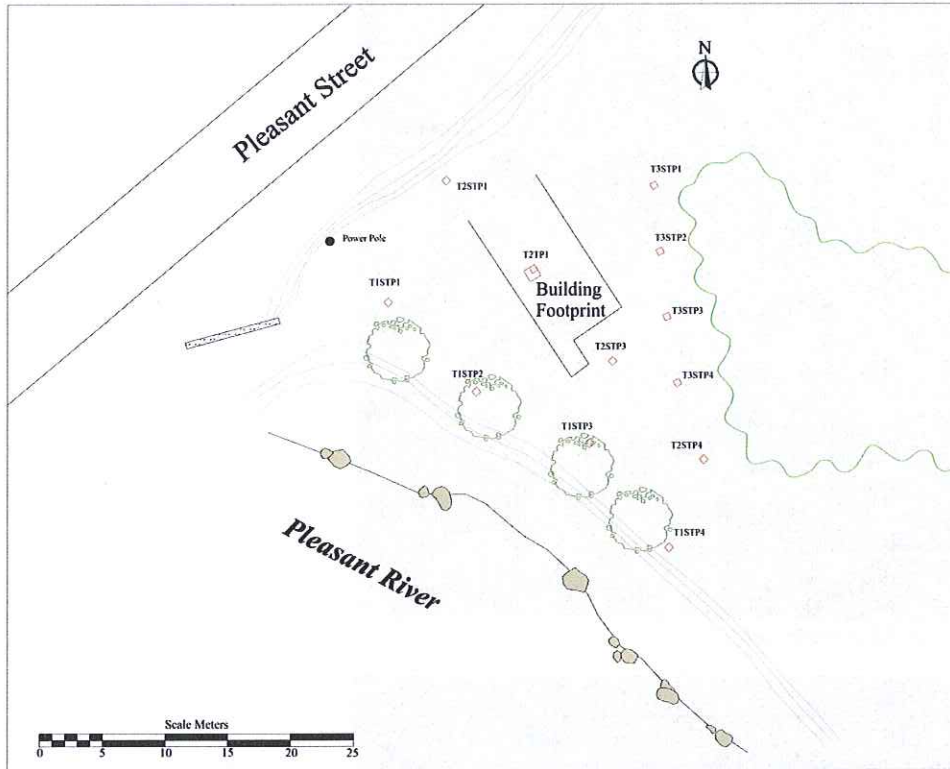 Pleasant Street
N
T2STP1
T3STP1
Power Pole
T3STP2
T2TP1
Building
Footprint
T1STP1
T3STP3
T2STP3
T1STP2
T3STP4
T1STP3
T2STP4
T1STP4
Pleasant River
Scale Meters
0 5 10 15 20 25